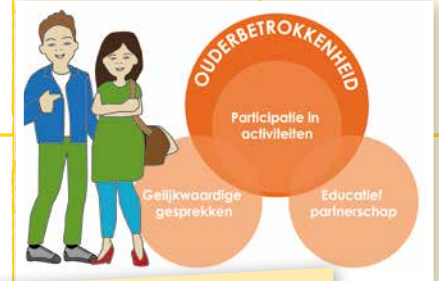 OUDERBETROKKENHEID
Participatie in
activiteiten
Gelijkwaardige
gesprekken
Educatief
partnerschap